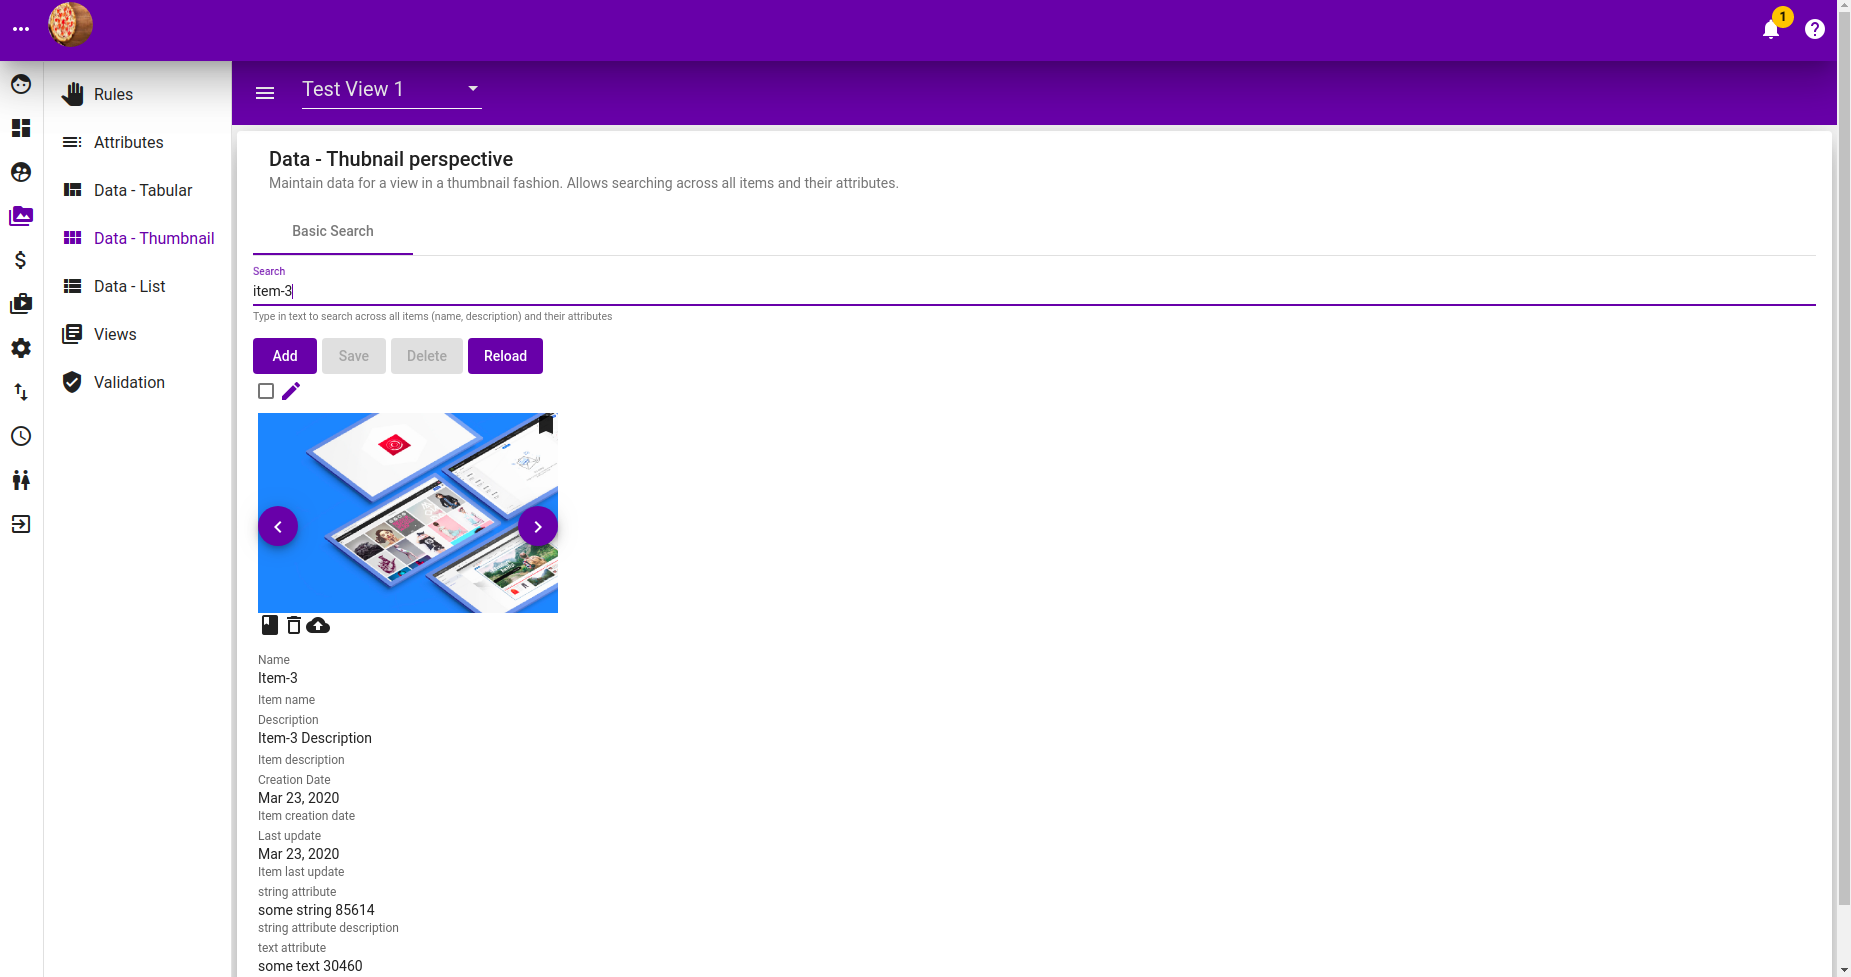 1
Test View 1
Rules
Attributes
Data - Tabular
Data - Thumbnail
Data - List
Views
Validation
Data - Thubnail perspective
Maintain data for a view in a thumbnail fashion. Allows searching across all items and their attributes.
Basic Search
Search
item-3
Type in text to search across all items (name, description) and their attributes
Add Save Delete Reload
Name
Item-3
Item name
Description
Item-3 Description
Item description
Creation Date
Mar 23, 2020
Item creation date
Last update
Mar 23, 2020
Item last update
string attribute
some string 85614
string attribute description
text attribute
some text 30460